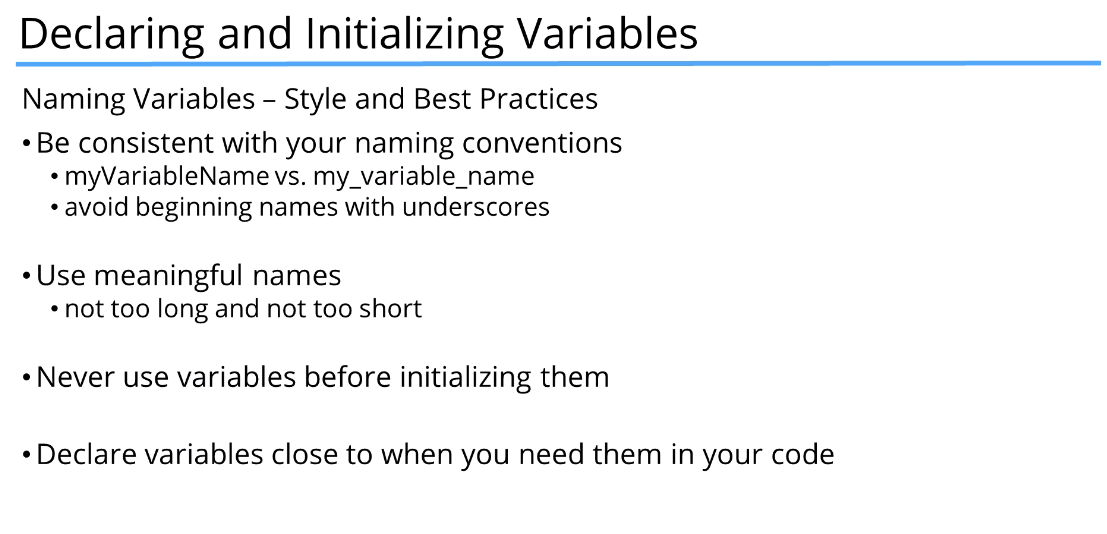 Declaring and Initializing Variables
Naming Variables – Style and Best Practices
•Be consistent with your naming conventions
•myVariableName vs. my_variable_name
•avoid beginning names with underscores
•Use meaningful names
•not too long and not too short
•Never use variables before initializing them
•Declare variables close to when you need them in your code